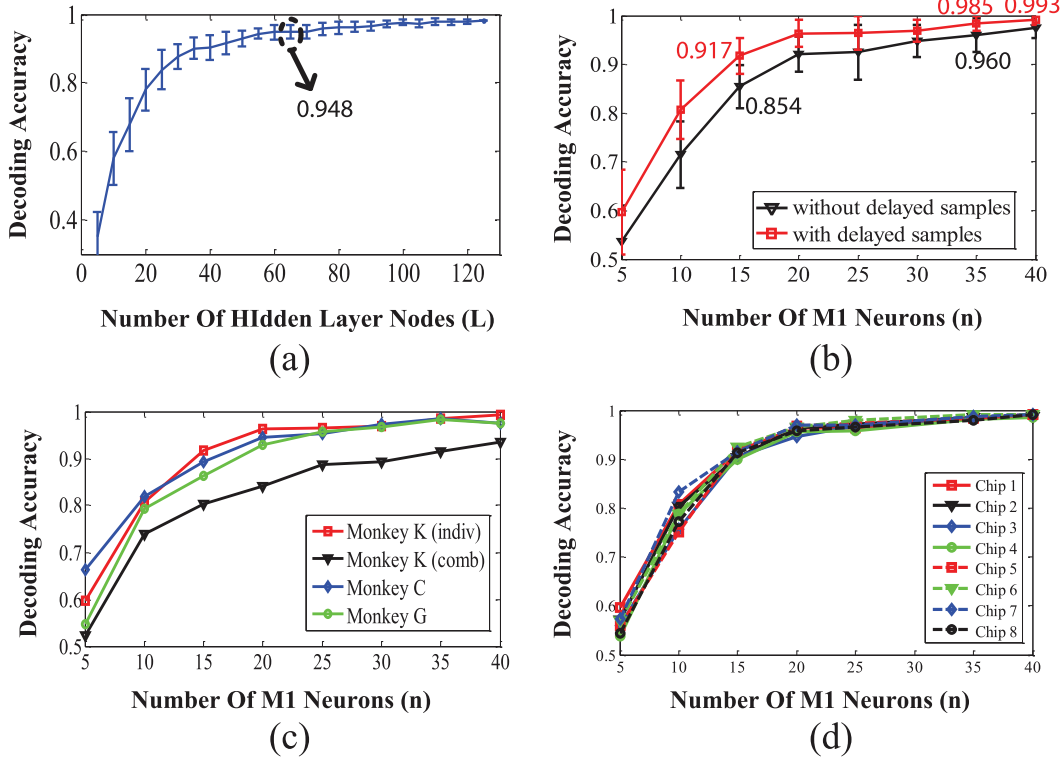 1
0.8
0.6
0.4
0 20 40 60 80 100 120
Decoding Accuracy
0.948
Number Of HIdden Layer Nodes (L)
(a)
1
0.9
0.8
0.7
0.6
0.5
5 10 15 20 25 30 35 40
Decoding Accuracy
0.917
0.985 0.993
0.854
0.960
without delayed samples
with delayed samples
Number Of M1 Neurons (n)
(b)
1
0.9
0.8
0.7
0.6
0.5
5 10 15 20 25 30 35 40
Decoding Accuracy
Monkey K (indiv)
Monkey K (comb)
Monkey C
Monkey G
Number Of M1 Neurons (n)
(c)
1
0.9
0.8
0.7
0.6
0.5
5 10 15 20 25 30 35 40
Decoding Accuracy
Chip 1
Chip 2
Chip 3
Chip 4
Chip 5
Chip 6
Chip 7
Chip 8
Number Of M1 Neurons (n)
(d)